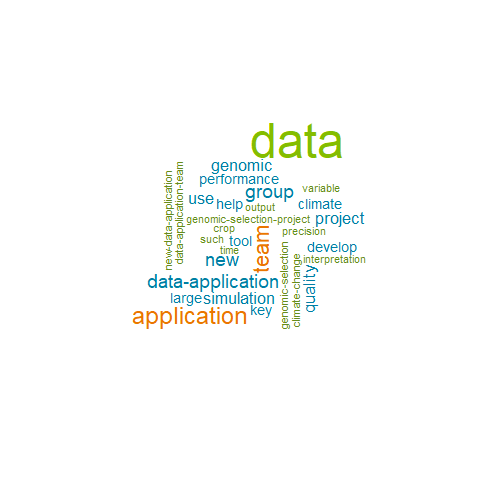 data
genomic
performance
variable
use
help
group
output
climate
genomic-selection-project
project
crop
precision
such
tool
team
time
new
develop
interpretation
new-data-application
data-application-team
data-application
genomic-selection
climate-change
quality
large
simulation
key
application